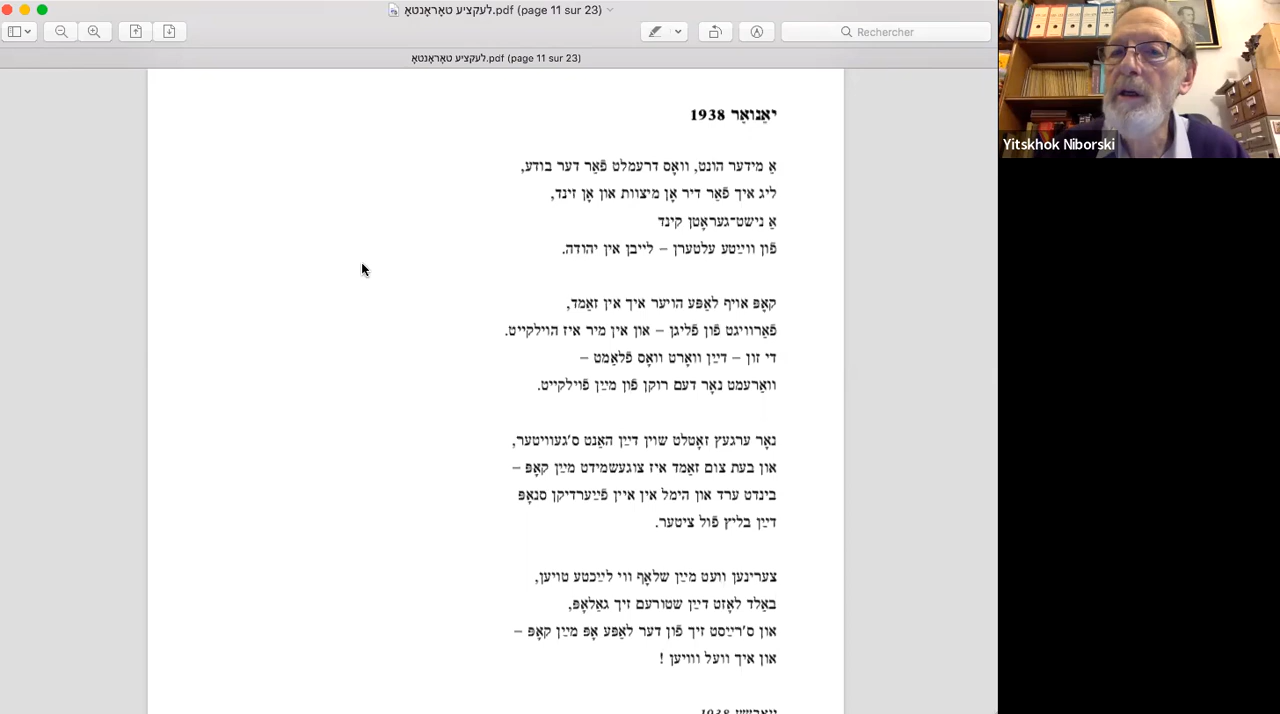 לעקציע טאָראָנטאָ.pdf (page 11 sur 23)
Rechercher
לעקציע טאָראָנטאָ.pdf (page 11 sur 23)
Yitskhok Niborski
יאַנואַר 1938
אַ מידער הונט, וואָס דרעמלט פֿאַר דער בודע,
ליג איך פֿאַר דיר אָן מיצוות און אָן זינד,
אַ נישט־געראָטן קינד
פֿון ווײַטע עלטערן – לייבן אין יהודה.
קאָפּ אויף לאַפּע הויער איך אין זאַמד,
פֿאַרוויגט פֿון פֿליגן – און אין מיר איז הוילקייט.
די זון – דײַן וואָרט וואָס פֿלאַמט –
וואַרעמט נאָר דעם רוקן פֿון מײַן פֿוילקייט.
נאָר ערגעץ זאָטלט שוין דײַן האַנט ס'געוויטער,
און בעת צום זאַמד איז צוגעשמידט מײַן קאָפּ –
בינדט ערד און הימל אין איין פֿײַערדיקן סנאָפּ
דײַן בליץ פֿול ציטער.
צערינען וועט מײַן שלאָף ווי לײַכטע טויען,
באַלד לאָזט דײַן שטורעם זיך גאַלאָפּ,
און ס'רײַסט זיך פֿון דער לאַפּע אָפּ מײַן קאָפּ –
און איך וועל וווּיען !